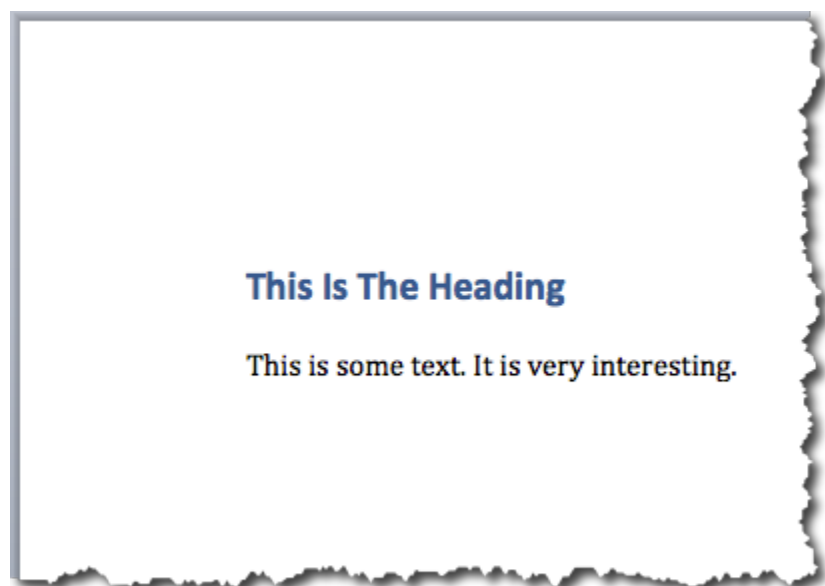 This Is The Heading
This is some text. It is very interesting.